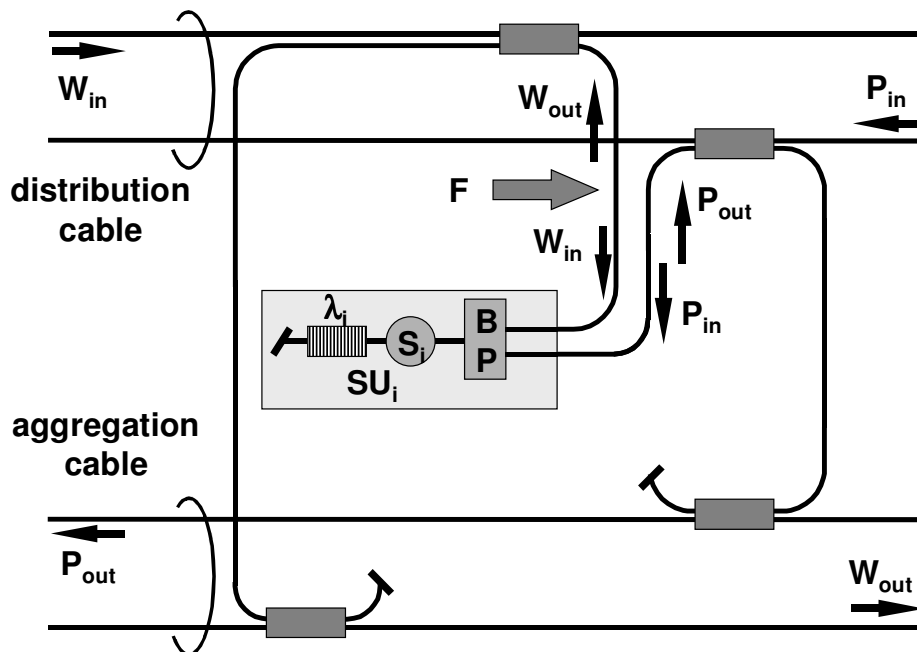 W_in
W_out
P_in
distribution
cable
F
P_out
W_in
P_in
λ_i
B
S_i
P
SU_i
aggregation
cable
P_out
W_out